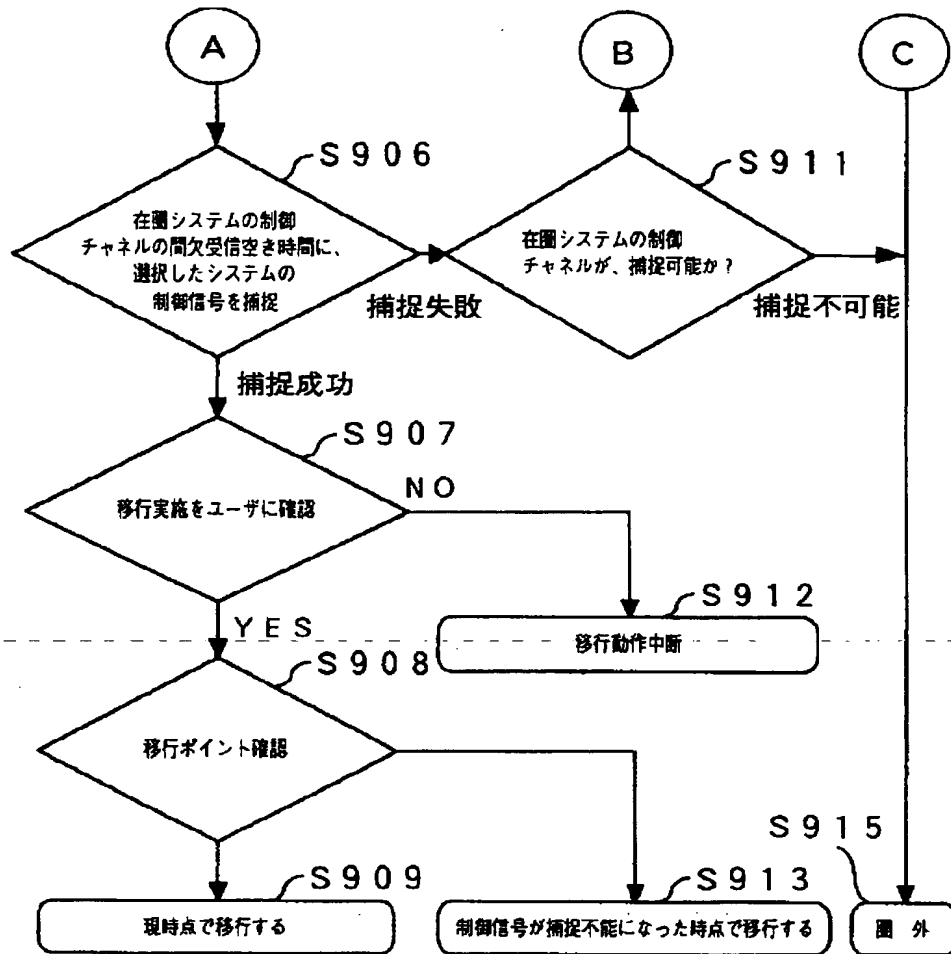 A
B
C
S906
在圏システムの制御
チャネルの間欠受信空き時間に、
選択したシステムの
制御信号を捕捉
捕捉失敗
S911
在圏システムの制御
チャネルが、捕捉可能か?
捕捉不可能
捕捉成功
S907
移行実施をユーザに確認
NO
S912
移行動作中断
YES
S908
移行ポイント確認
S909
現時点で移行する
S913
制御信号が捕捉不能になった時点で移行する
S915
圏 外